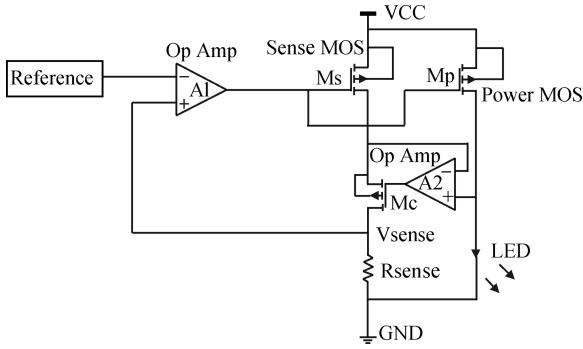 VCC
Op Amp
Sense MOS
Reference
−
A1
+
Ms
Mp
Power MOS
Op Amp
−
A2
+
Mc
Vsense
LED
Rsense
GND